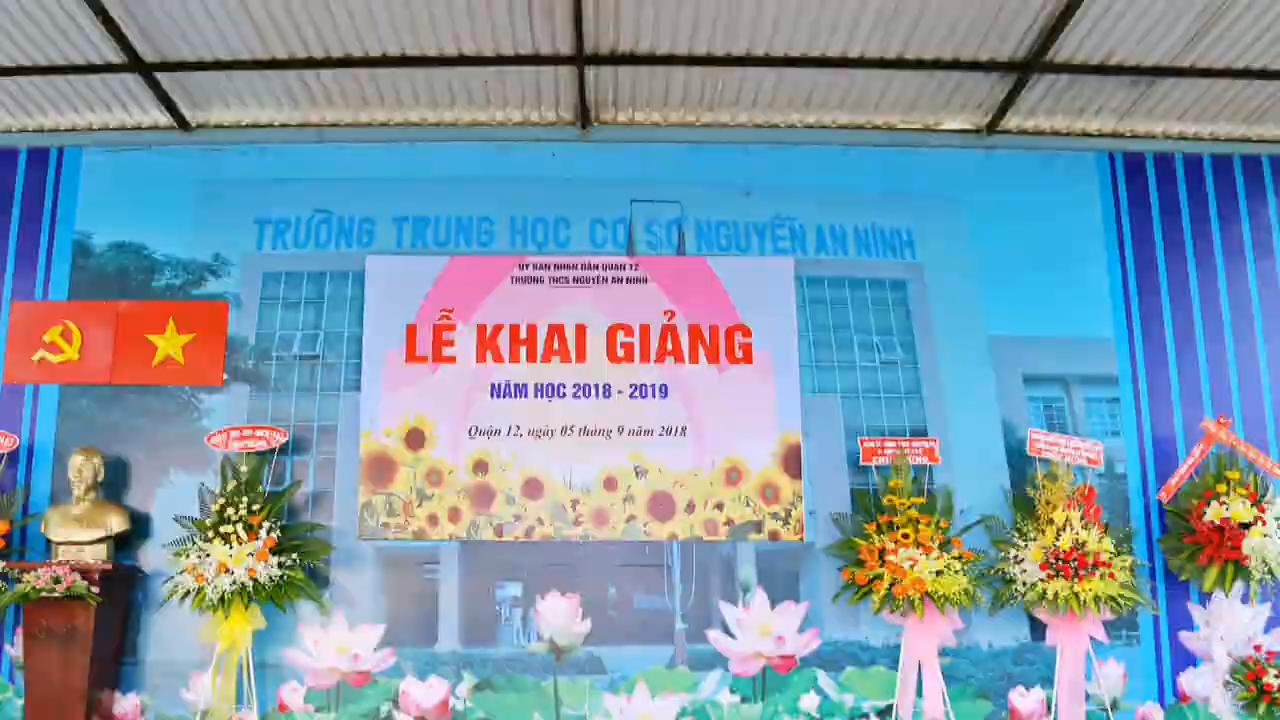 TRƯỜNG TRUNG HỌC CƠ SỞ NGUYỄN AN NINH
ỦY BAN NHÂN DÂN QUẬN 12
TRƯỜNG THCS NGUYỄN AN NINH
LỄ KHAI GIẢNG
NĂM HỌC 2018 - 2019
Quận 12, ngày 05 tháng 9 năm 2018